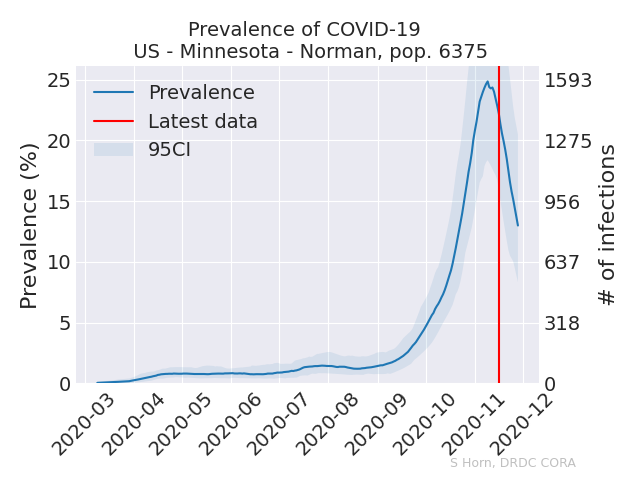 Prevalence of COVID-19
US - Minnesota - Norman, pop. 6375
Prevalence (%)
25
20
15
10
5
0
Prevalence
Latest data
95CI
1593
1275
956
637
318
0
# of infections
2020-03
2020-04
2020-05
2020-06
2020-07
2020-08
2020-09
2020-10
2020-11
2020-12
S Horn, DRDC CORA